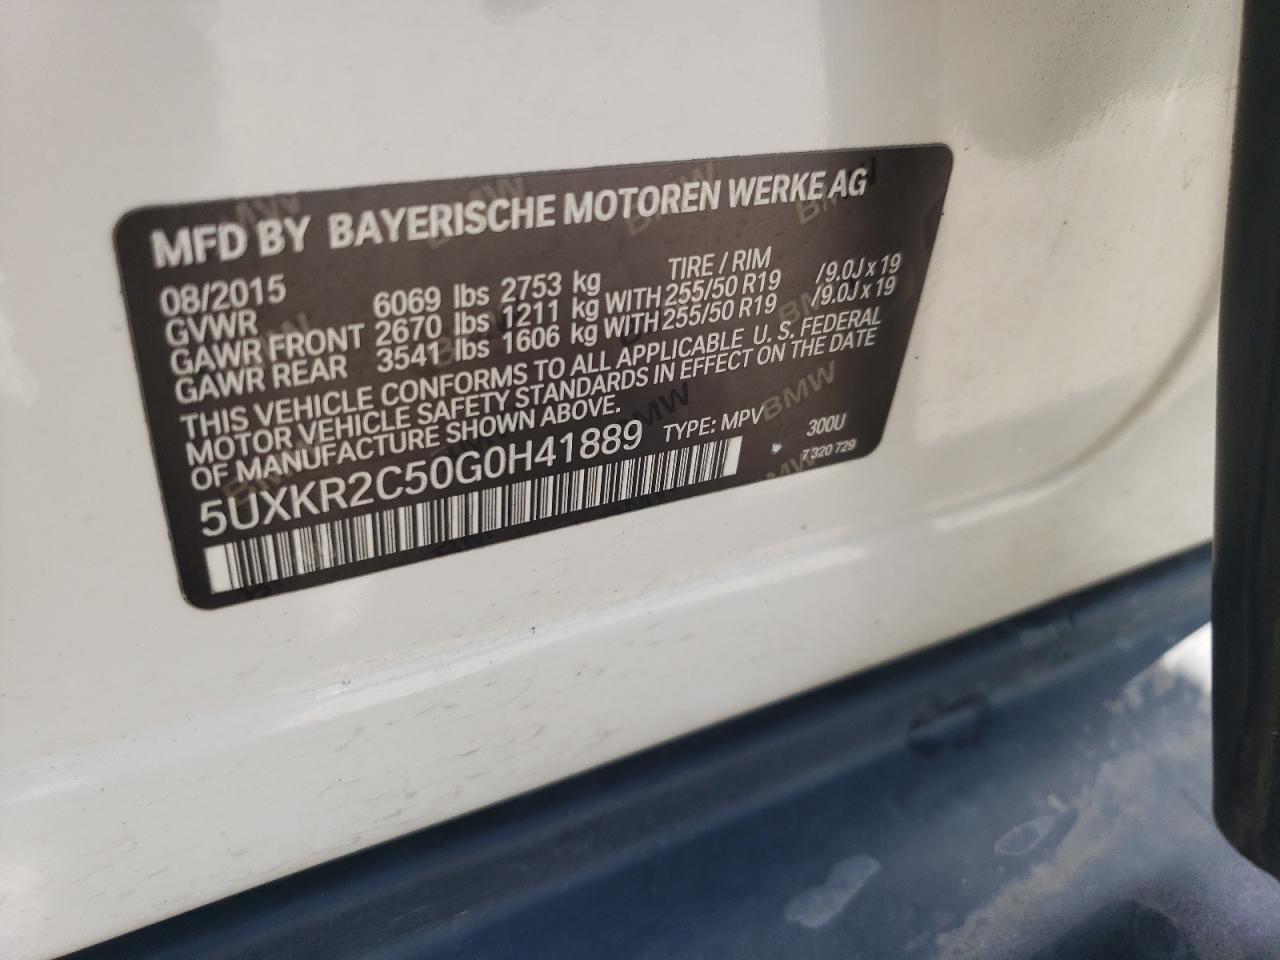 MFD BY BAYERISCHE MOTOREN WERKE AG
08/2015 TIRE / RIM
GVWR 6069 lbs 2753 kg
GAWR FRONT 2670 lbs 1211 kg WITH 255/50 R19 /9.0J x 19
GAWR REAR 3541 lbs 1606 kg WITH 255/50 R19 /9.0J x 19
THIS VEHICLE CONFORMS TO ALL APPLICABLE U. S. FEDERAL
MOTOR VEHICLE SAFETY STANDARDS IN EFFECT ON THE DATE
OF MANUFACTURE SHOWN ABOVE.
5UXKR2C50G0H41889 TYPE: MPV 300U
7 320 729